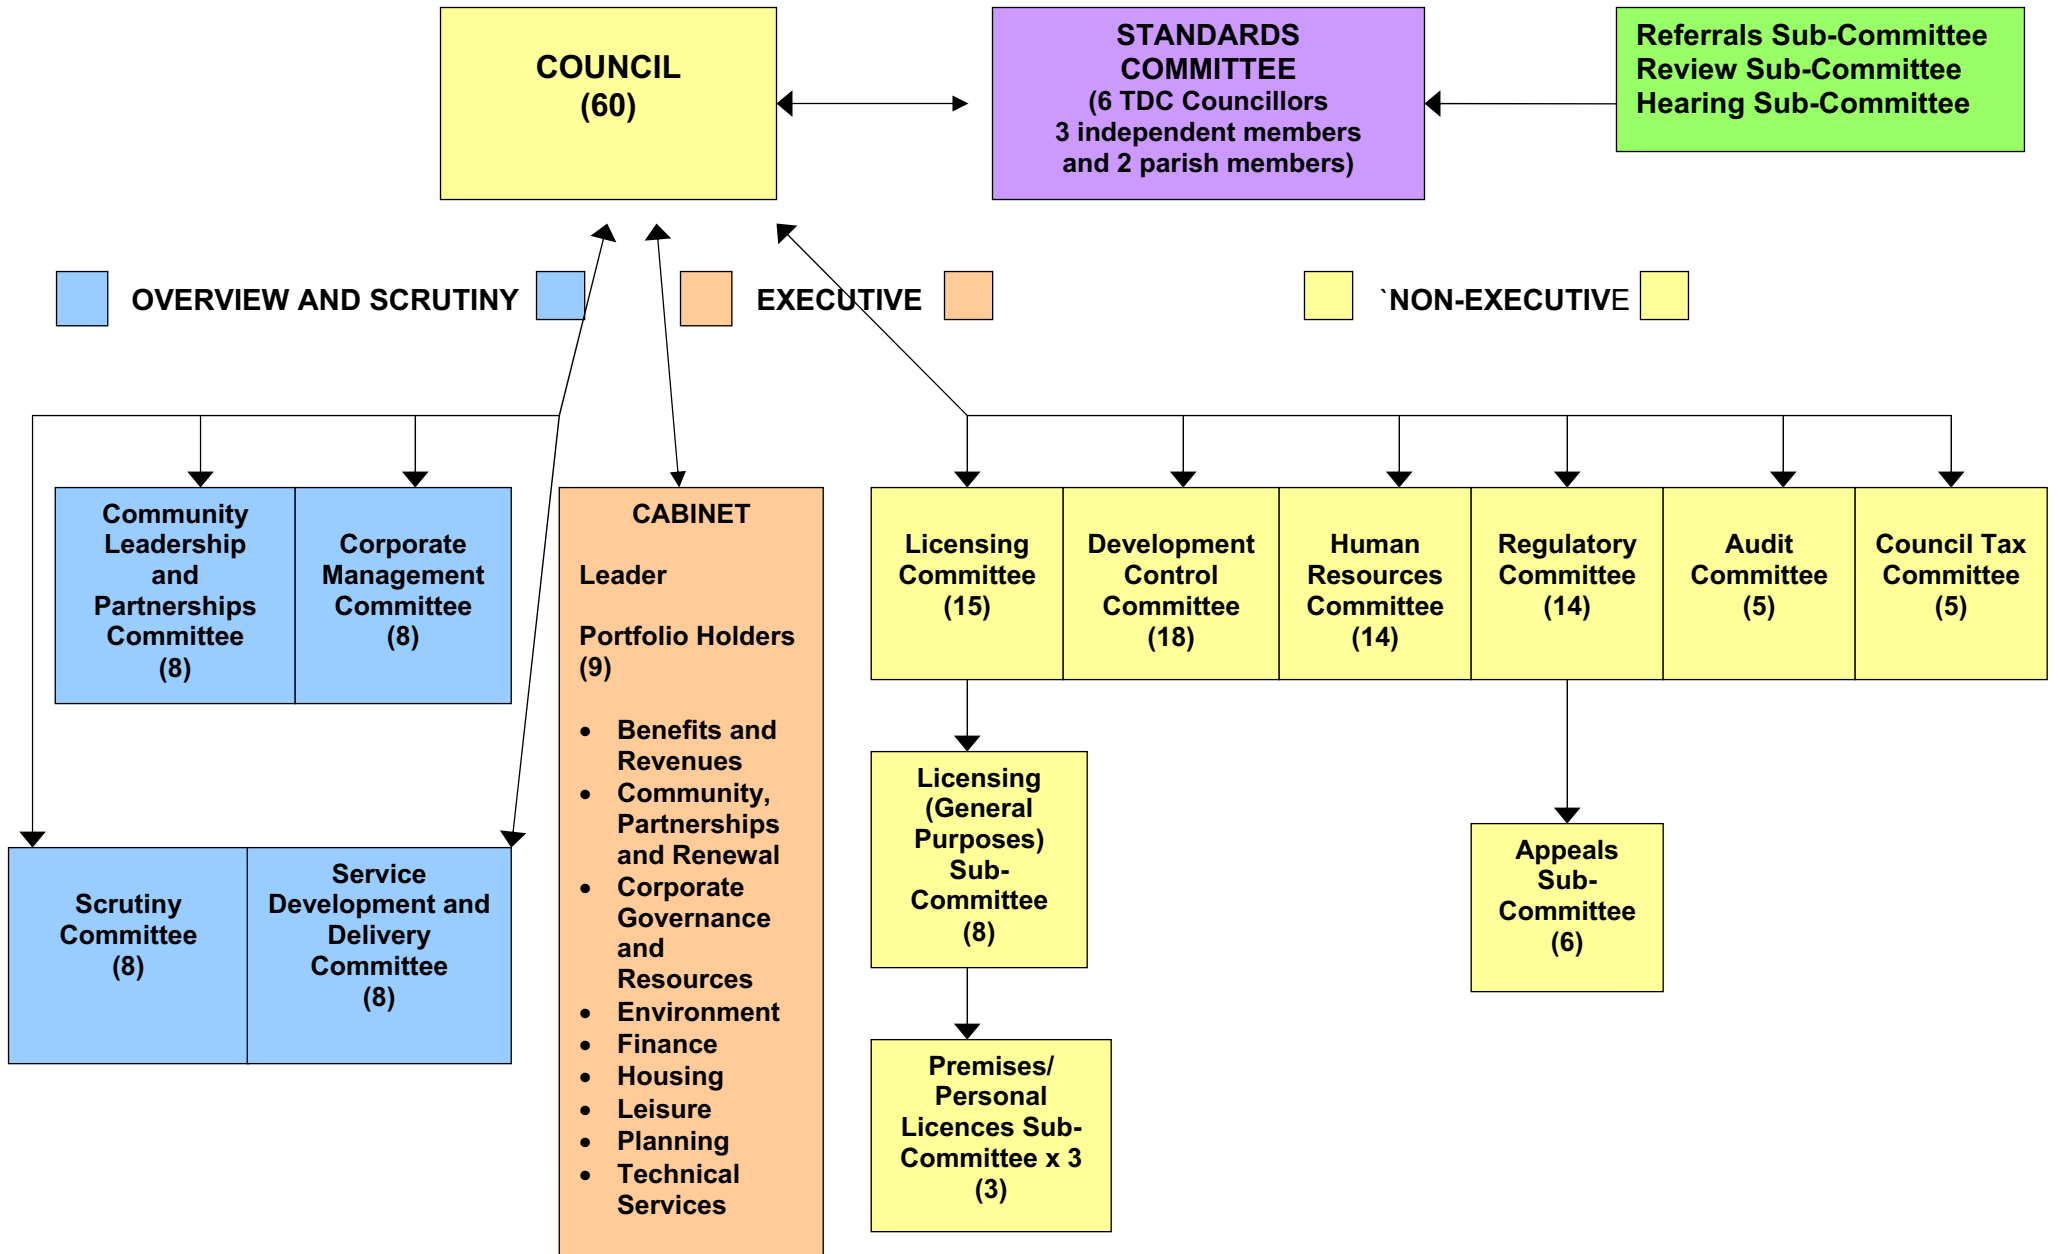 COUNCIL
(60)
STANDARDS
COMMITTEE
(6 TDC Councillors
3 independent members
and 2 parish members)
Referrals Sub-Committee
Review Sub-Committee
Hearing Sub-Committee
OVERVIEW AND SCRUTINY
EXECUTIVE
`NON-EXECUTIVE
Community
Leadership
and
Partnerships
Committee
(8)
Corporate
Management
Committee
(8)
Scrutiny
Committee
(8)
Service
Development and
Delivery
Committee
(8)
CABINET
Leader
Portfolio Holders
(9)
• Benefits and
Revenues
• Community,
Partnerships
and Renewal
• Corporate
Governance
and
Resources
• Environment
• Finance
• Housing
• Leisure
• Planning
• Technical
Services
Licensing
Committee
(15)
Development
Control
Committee
(18)
Human
Resources
Committee
(14)
Regulatory
Committee
(14)
Audit
Committee
(5)
Council Tax
Committee
(5)
Licensing
(General
Purposes)
Sub-
Committee
(8)
Appeals
Sub-
Committee
(6)
Premises/
Personal
Licences Sub-
Committee x 3
(3)